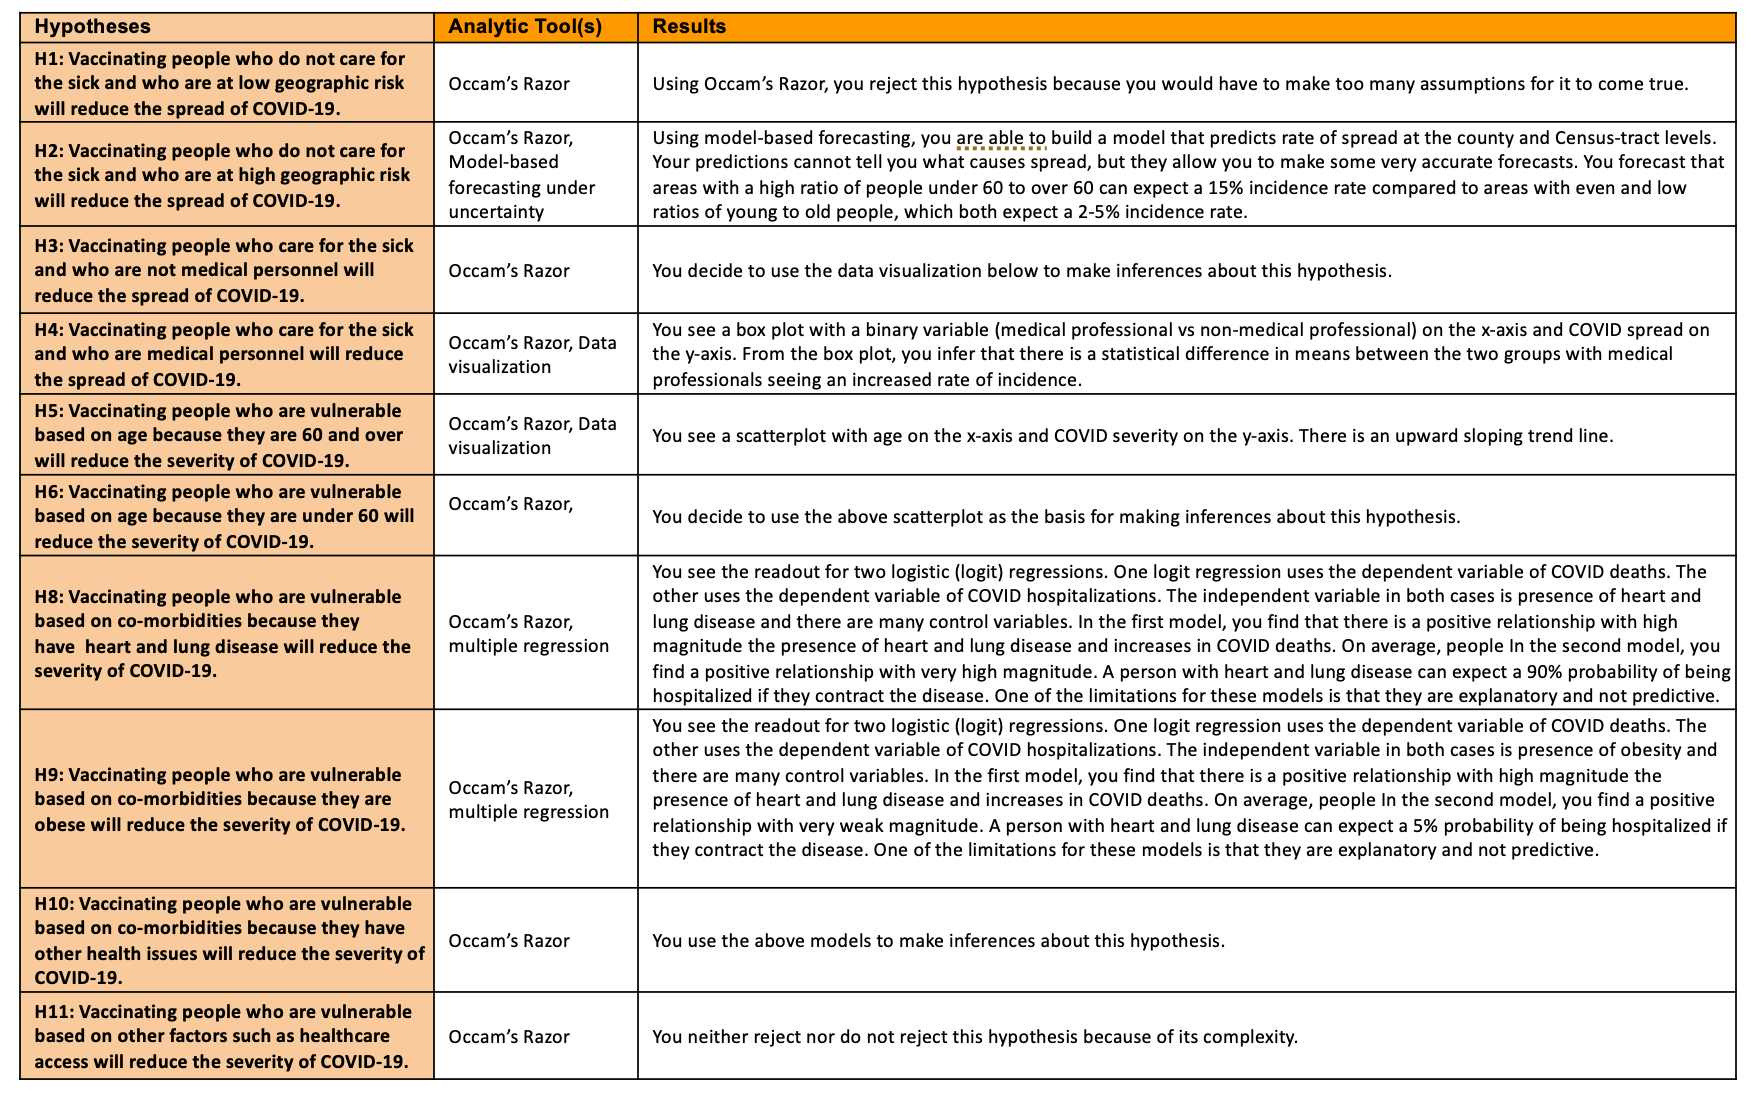 Hypotheses
Analytic Tool(s)
Results
H1: Vaccinating people who do not care for
the sick and who are at low geographic risk
will reduce the spread of COVID-19.
Occam’s Razor
Using Occam’s Razor, you reject this hypothesis because you would have to make too many assumptions for it to come true.
H2: Vaccinating people who do not care for
the sick and who are at high geographic risk
will reduce the spread of COVID-19.
Occam’s Razor,
Model-based
forecasting under
uncertainty
Using model-based forecasting, you are able to build a model that predicts rate of spread at the county and Census-tract levels.
Your predictions cannot tell you what causes spread, but they allow you to make some very accurate forecasts. You forecast that
areas with a high ratio of people under 60 to over 60 can expect a 15% incidence rate compared to areas with even and low
ratios of young to old people, which both expect a 2-5% incidence rate.
H3: Vaccinating people who care for the sick
and who are not medical personnel will
reduce the spread of COVID-19.
Occam’s Razor
You decide to use the data visualization below to make inferences about this hypothesis.
H4: Vaccinating people who care for the sick
and who are medical personnel will reduce
the spread of COVID-19.
Occam’s Razor, Data
visualization
You see a box plot with a binary variable (medical professional vs non-medical professional) on the x-axis and COVID spread on
the y-axis. From the box plot, you infer that there is a statistical difference in means between the two groups with medical
professionals seeing an increased rate of incidence.
H5: Vaccinating people who are vulnerable
based on age because they are 60 and over
will reduce the severity of COVID-19.
Occam’s Razor, Data
visualization
You see a scatterplot with age on the x-axis and COVID severity on the y-axis. There is an upward sloping trend line.
H6: Vaccinating people who are vulnerable
based on age because they are under 60 will
reduce the severity of COVID-19.
Occam’s Razor,
You decide to use the above scatterplot as the basis for making inferences about this hypothesis.
H8: Vaccinating people who are vulnerable
based on co-morbidities because they
have  heart and lung disease will reduce the
severity of COVID-19.
Occam’s Razor,
multiple regression
You see the readout for two logistic (logit) regressions. One logit regression uses the dependent variable of COVID deaths. The
other uses the dependent variable of COVID hospitalizations. The independent variable in both cases is presence of heart and
lung disease and there are many control variables. In the first model, you find that there is a positive relationship with high
magnitude the presence of heart and lung disease and increases in COVID deaths. On average, people In the second model, you
find a positive relationship with very high magnitude. A person with heart and lung disease can expect a 90% probability of being
hospitalized if they contract the disease. One of the limitations for these models is that they are explanatory and not predictive.
H9: Vaccinating people who are vulnerable
based on co-morbidities because they are
obese will reduce the severity of COVID-19.
Occam’s Razor,
multiple regression
You see the readout for two logistic (logit) regressions. One logit regression uses the dependent variable of COVID deaths. The
other uses the dependent variable of COVID hospitalizations. The independent variable in both cases is presence of obesity and
there are many control variables. In the first model, you find that there is a positive relationship with high magnitude the
presence of heart and lung disease and increases in COVID deaths. On average, people In the second model, you find a positive
relationship with very weak magnitude. A person with heart and lung disease can expect a 5% probability of being hospitalized if
they contract the disease. One of the limitations for these models is that they are explanatory and not predictive.
H10: Vaccinating people who are vulnerable
based on co-morbidities because they have
other health issues will reduce the severity of
COVID-19.
Occam’s Razor
You use the above models to make inferences about this hypothesis.
H11: Vaccinating people who are vulnerable
based on other factors such as healthcare
access will reduce the severity of COVID-19.
Occam’s Razor
You neither reject nor do not reject this hypothesis because of its complexity.